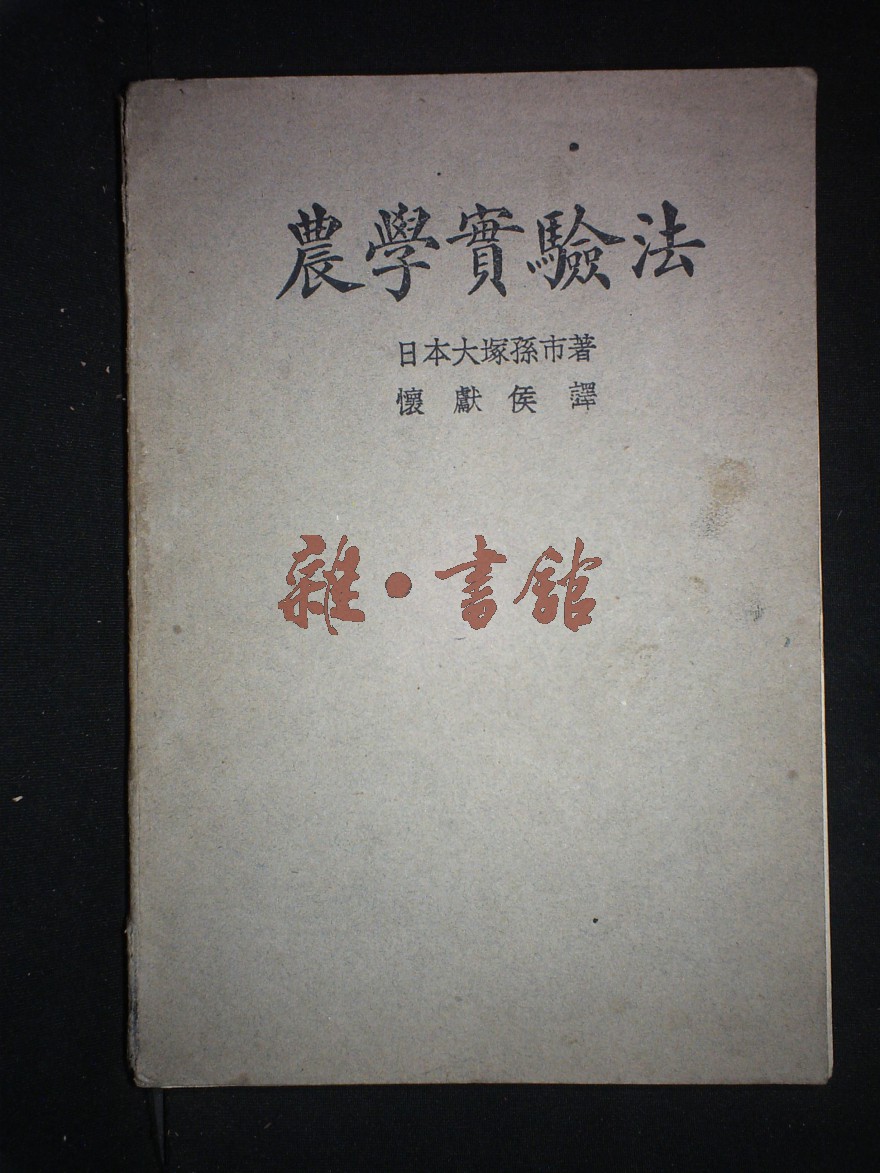 農學實驗法
日本大塚孫市著
懷獻侯譯
雜·書館